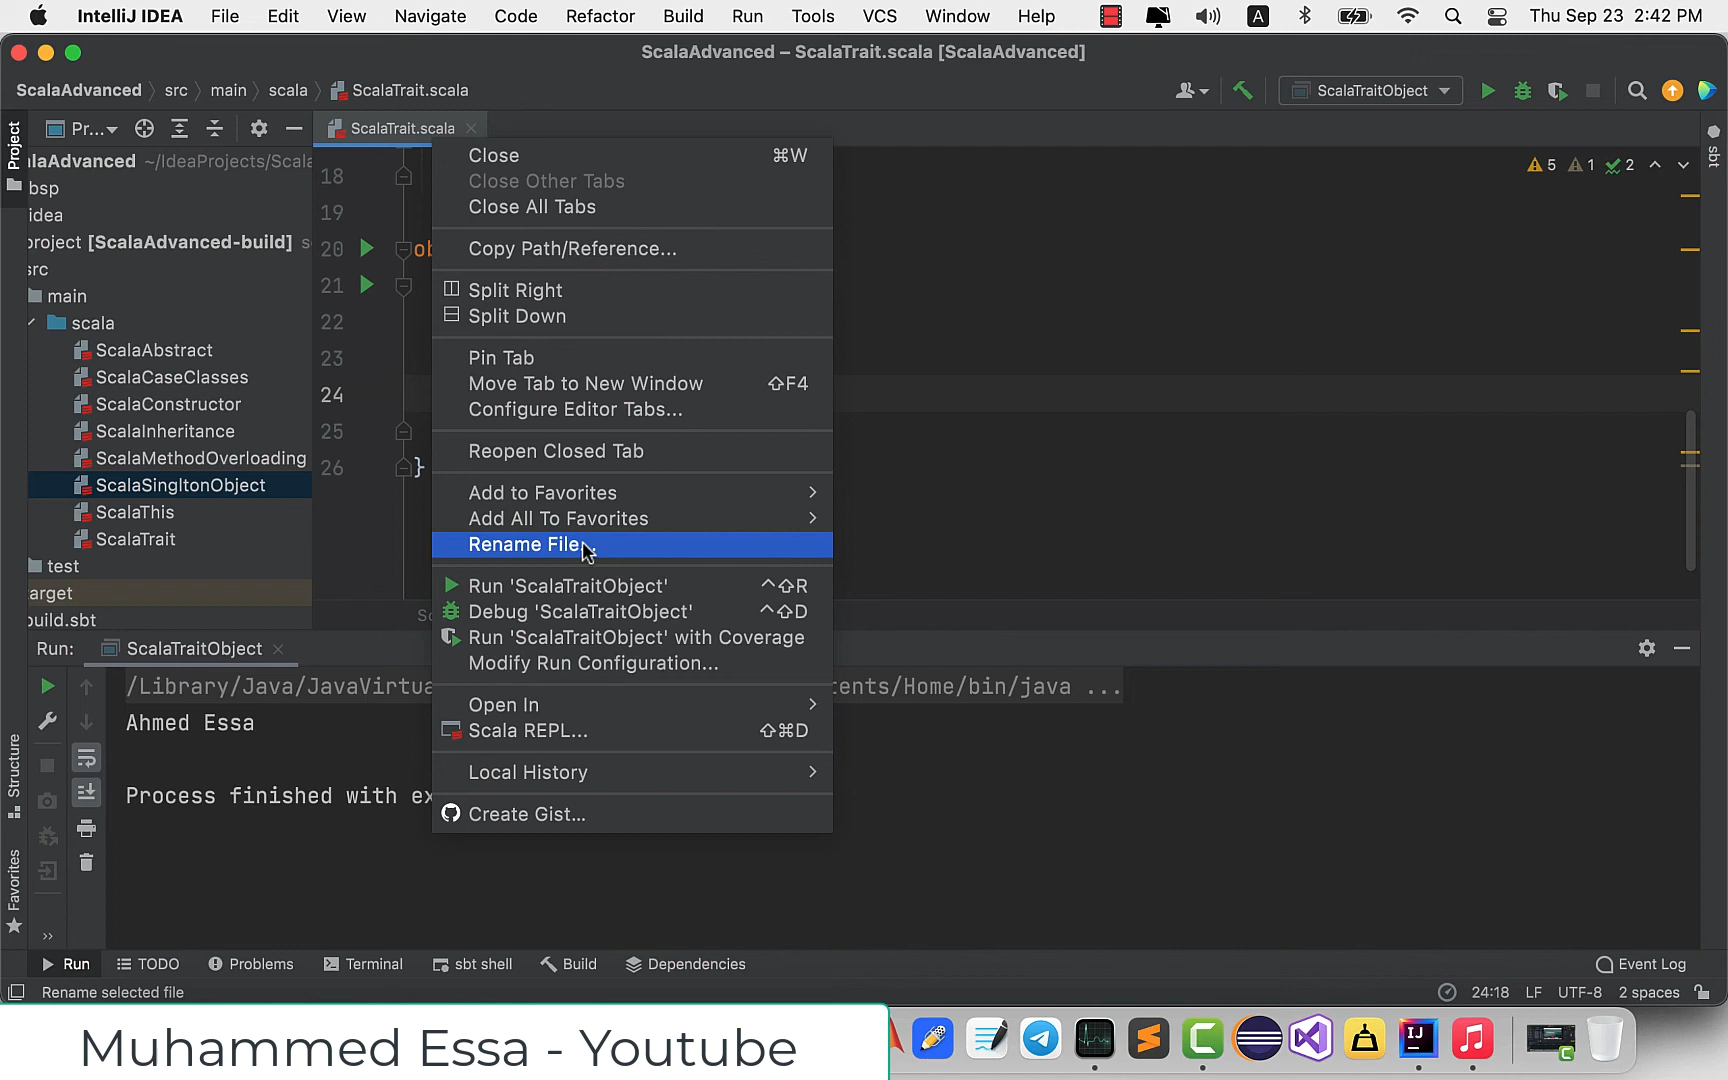 IntelliJ IDEA File Edit View Navigate Code Refactor Build Run Tools VCS Window Help A Thu Sep 23 2:42 PM
ScalaAdvanced – ScalaTrait.scala [ScalaAdvanced]
ScalaAdvanced src main scala ScalaTrait.scala ScalaTraitObject
Project Pr... ScalaTrait.scala sbt
laAdvanced ~/IdeaProjects/Scala
bsp
idea
project [ScalaAdvanced-build]
src
main
scala
ScalaAbstract
ScalaCaseClasses
ScalaConstructor
ScalaInheritance
ScalaMethodOverloading
ScalaSingltonObject
ScalaThis
ScalaTrait
test
target
build.sbt
18
19
20 ob
21
22
23
24
25
26 }
5 1 2
Close ⌘W
Close Other Tabs
Close All Tabs
Copy Path/Reference...
Split Right
Split Down
Pin Tab
Move Tab to New Window ⇧F4
Configure Editor Tabs...
Reopen Closed Tab
Add to Favorites
Add All To Favorites
Rename File...
Run 'ScalaTraitObject' ^⇧R
Debug 'ScalaTraitObject' ^⇧D
Run 'ScalaTraitObject' with Coverage
Modify Run Configuration...
Open In
Scala REPL... ⇧⌘D
Local History
Create Gist...
Run: ScalaTraitObject
/Library/Java/JavaVirtua
ents/Home/bin/java ...
Ahmed Essa
Process finished with ex
Structure
Favorites
Run TODO Problems Terminal sbt shell Build Dependencies Event Log
Rename selected file 24:18 LF UTF-8 2 spaces
Muhammed Essa - Youtube
IJ